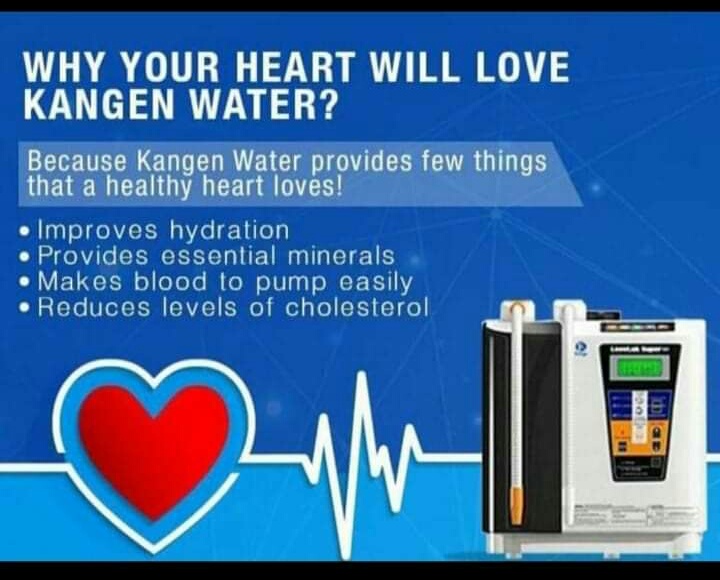 WHY YOUR HEART WILL LOVE
KANGEN WATER?
Because Kangen Water provides few things
that a healthy heart loves!
• Improves hydration
• Provides essential minerals
• Makes blood to pump easily
• Reduces levels of cholesterol